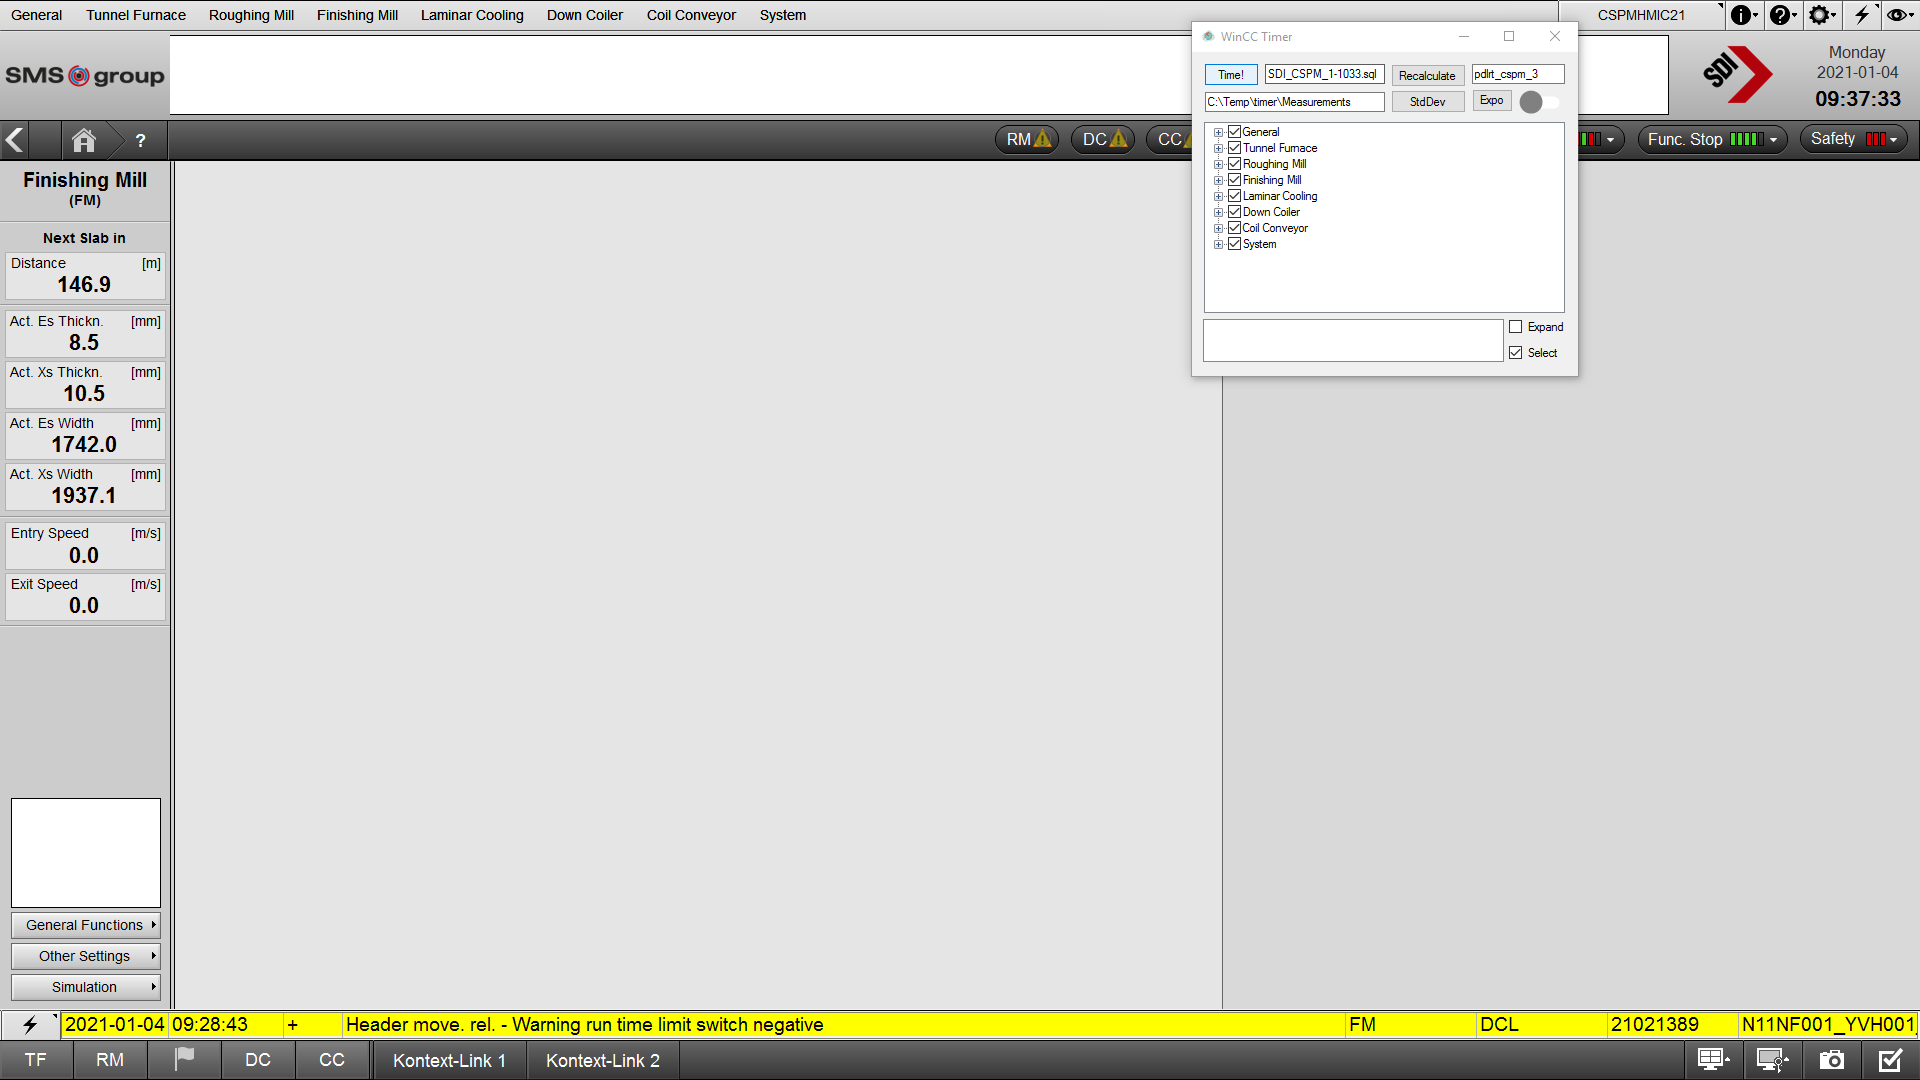 General Tunnel Furnace Roughing Mill Finishing Mill Laminar Cooling Down Coiler Coil Conveyor System CSPMHMIC21
SMS group
SDI
Monday
2021-01-04
09:37:33
WinCC Timer
Time! SDI_CSPM_1-1033.sql Recalculate pdlrt_cspm_3
C:\Temp\timer\Measurements StdDev Expo
General
Tunnel Furnace
Roughing Mill
Finishing Mill
Laminar Cooling
Down Coiler
Coil Conveyor
System
Expand
Select
? RM DC CC Func. Stop Safety
Finishing Mill
(FM)
Next Slab in
Distance [m]
146.9
Act. Es Thickn. [mm]
8.5
Act. Xs Thickn. [mm]
10.5
Act. Es Width [mm]
1742.0
Act. Xs Width [mm]
1937.1
Entry Speed [m/s]
0.0
Exit Speed [m/s]
0.0
General Functions
Other Settings
Simulation
2021-01-04 09:28:43 + Header move. rel. - Warning run time limit switch negative FM DCL 21021389 N11NF001_YVH001
TF RM DC CC Kontext-Link 1 Kontext-Link 2